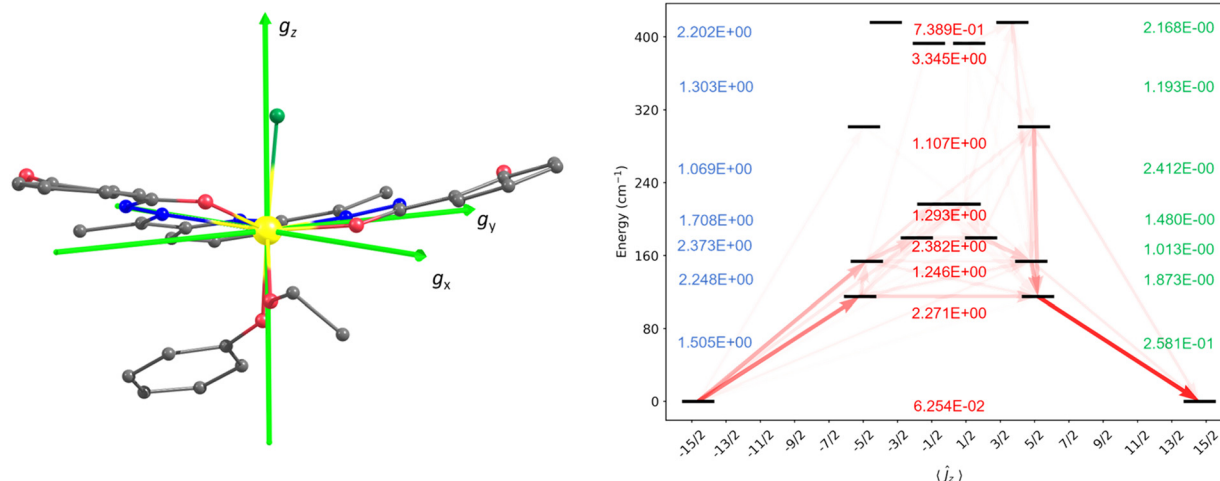 g_z
g_y
g_x
Energy (cm⁻¹)
400
320
240
160
80
0
2.202E+00
1.303E+00
1.069E+00
1.708E+00
2.373E+00
2.248E+00
1.505E+00
7.389E-01
3.345E+00
1.107E+00
1.293E+00
2.382E+00
1.246E+00
2.271E+00
6.254E-02
2.168E-00
1.193E-00
2.412E-00
1.480E-00
1.013E-00
1.873E-00
2.581E-01
-15/2 -13/2 -11/2 -9/2 -7/2 -5/2 -3/2 -1/2 1/2 3/2 5/2 7/2 9/2 11/2 13/2 15/2
⟨ Ĵ_z ⟩